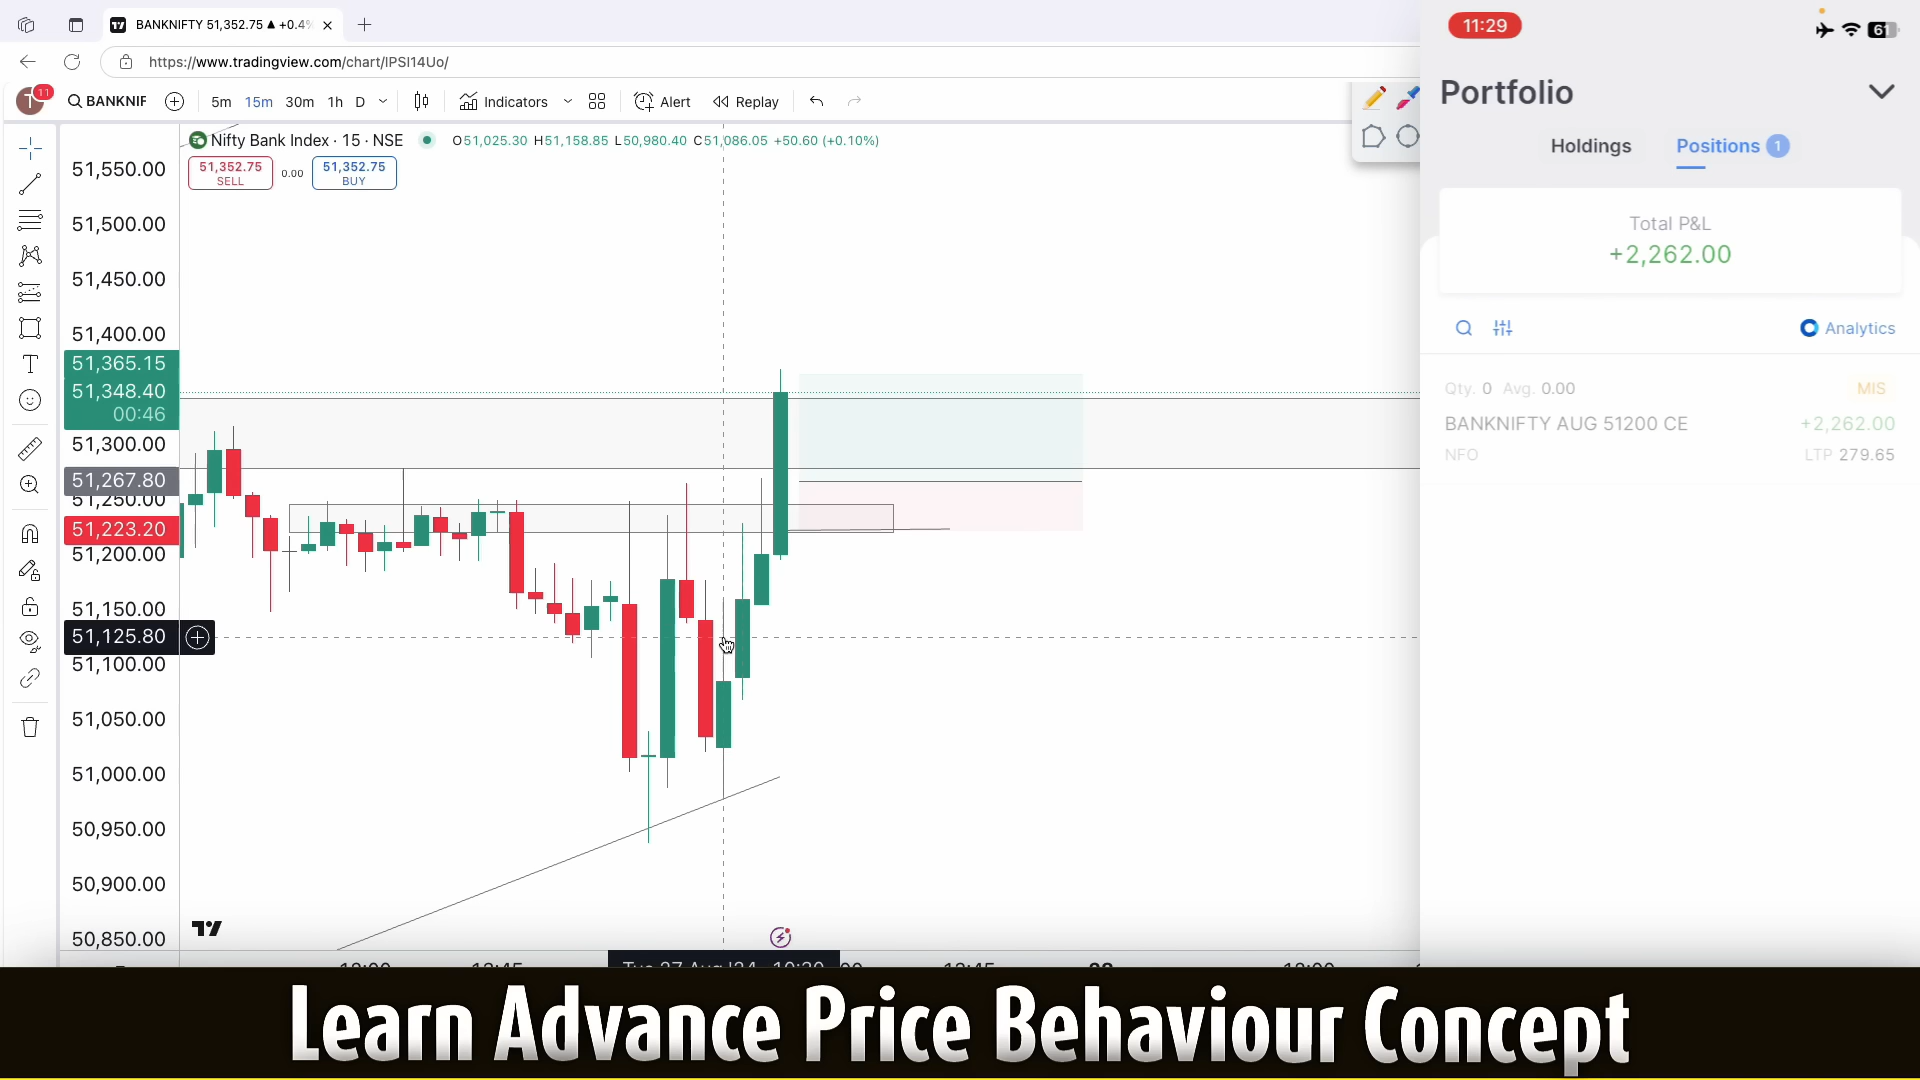 BANKNIFTY 51,352.75 ▲ +0.4%
https://www.tradingview.com/chart/IPSI14Uo/
T 11 BANKNIF 5m 15m 30m 1h D Indicators Alert Replay
Nifty Bank Index · 15 · NSE O51,025.30 H51,158.85 L50,980.40 C51,086.05 +50.60 (+0.10%)
51,352.75 SELL 0.00 51,352.75 BUY
51,550.00
51,500.00
51,450.00
51,400.00
51,365.15
51,348.40
00:46
51,300.00
51,267.80
51,250.00
51,223.20
51,200.00
51,150.00
51,125.80
51,100.00
51,050.00
51,000.00
50,950.00
50,900.00
50,850.00
11:29 61
Portfolio
Holdings Positions 1
Total P&L
+2,262.00
Analytics
Qty. 0 Avg. 0.00 MIS
BANKNIFTY AUG 51200 CE +2,262.00
NFO LTP 279.65
Learn Advance Price Behaviour Concept